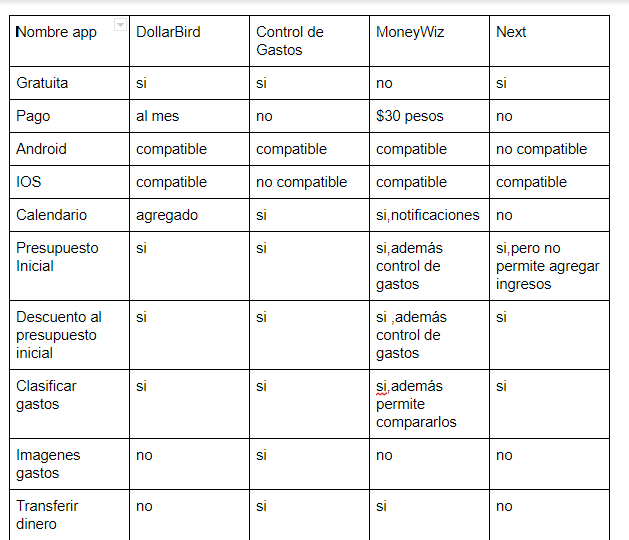 Nombre app DollarBird Control de Gastos MoneyWiz Next
Gratuita si si no si
Pago al mes no $30 pesos no
Android compatible compatible compatible no compatible
IOS compatible no compatible compatible compatible
Calendario agregado si si,notificaciones no
Presupuesto Inicial si si si,además control de gastos si,pero no permite agregar ingresos
Descuento al presupuesto inicial si si si ,además control de gastos si
Clasificar gastos si si si,además permite compararlos si
Imagenes gastos no si no no
Transferir dinero no si si no